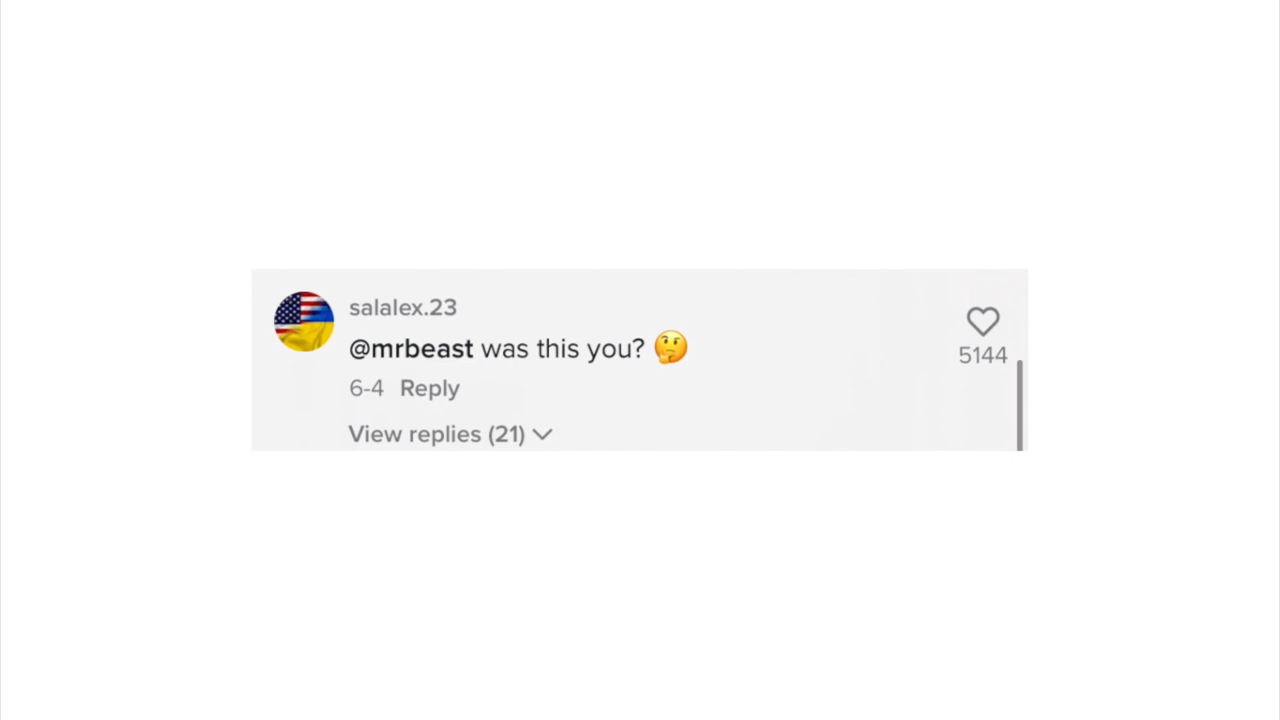 salalex.23
@mrbeast was this you? 🤔
5144
6-4 Reply
View replies (21)